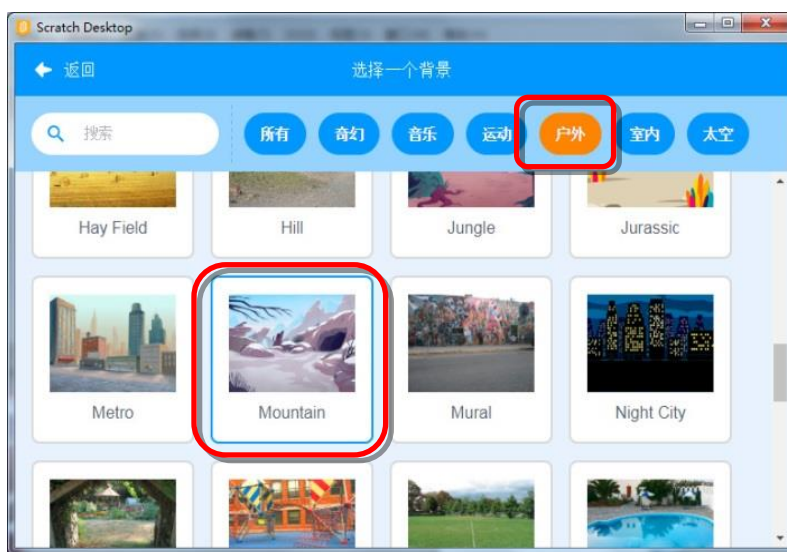 Scratch Desktop
返回
选择一个背景
搜索
所有 奇幻 音乐 运动 户外 室内 太空
Hay Field Hill Jungle Jurassic
Metro Mountain Mural Night City